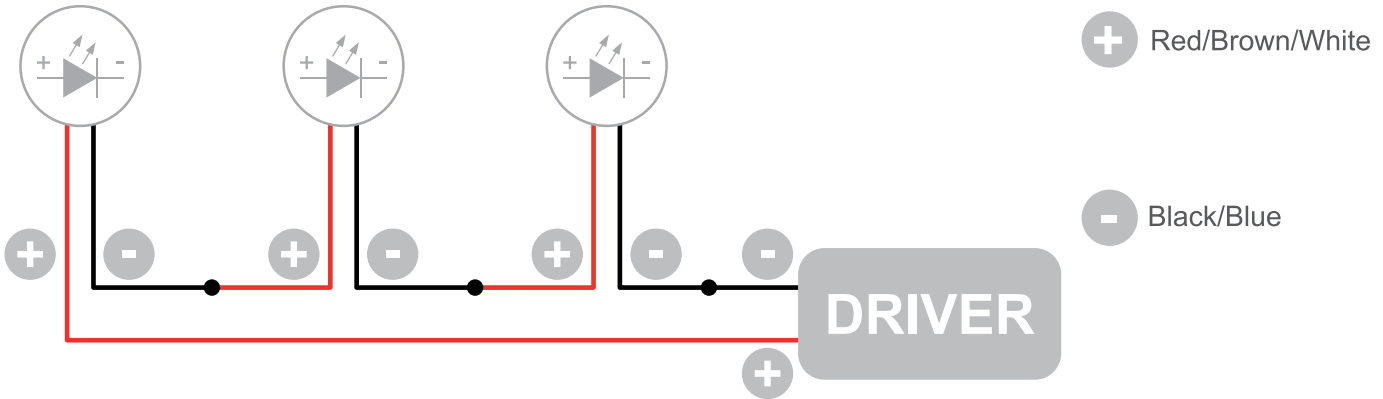 + - + - + -
+ Red/Brown/White
+ - + - + - -
- Black/Blue
DRIVER
+